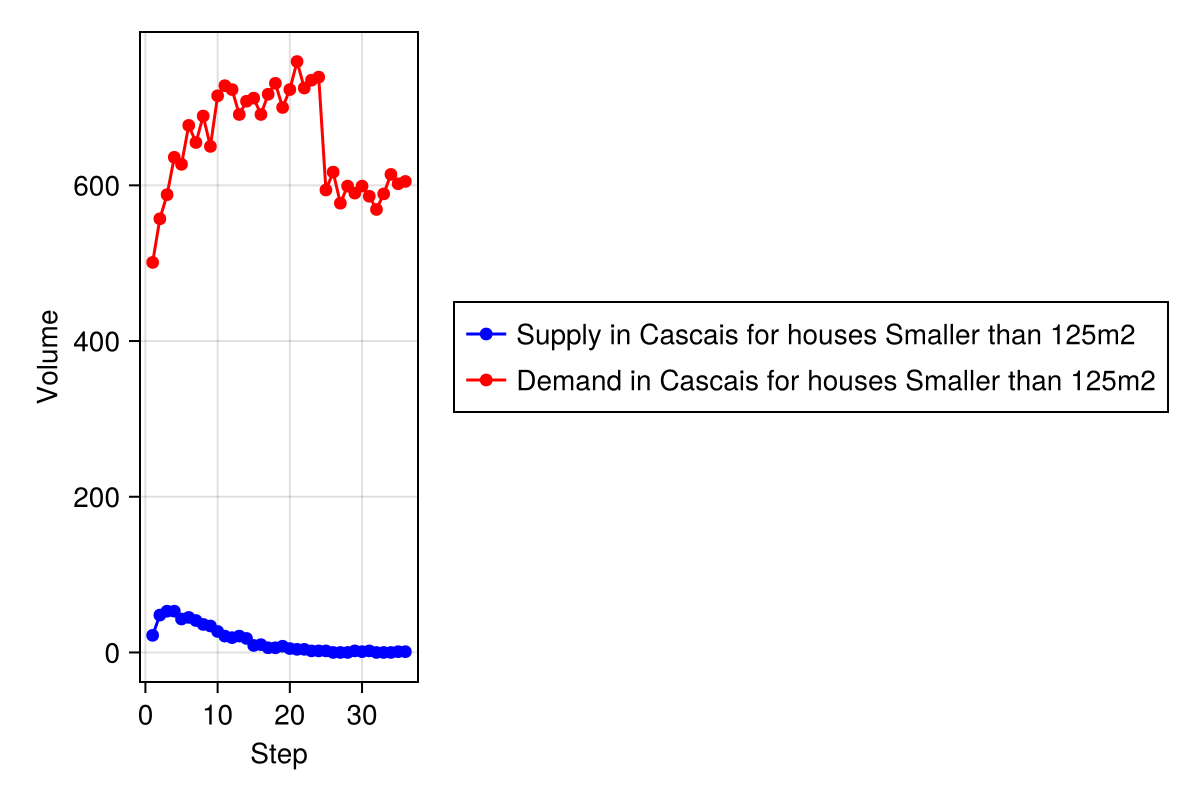 Volume
600
400
200
0
0 10 20 30
Step
Supply in Cascais for houses Smaller than 125m2
Demand in Cascais for houses Smaller than 125m2